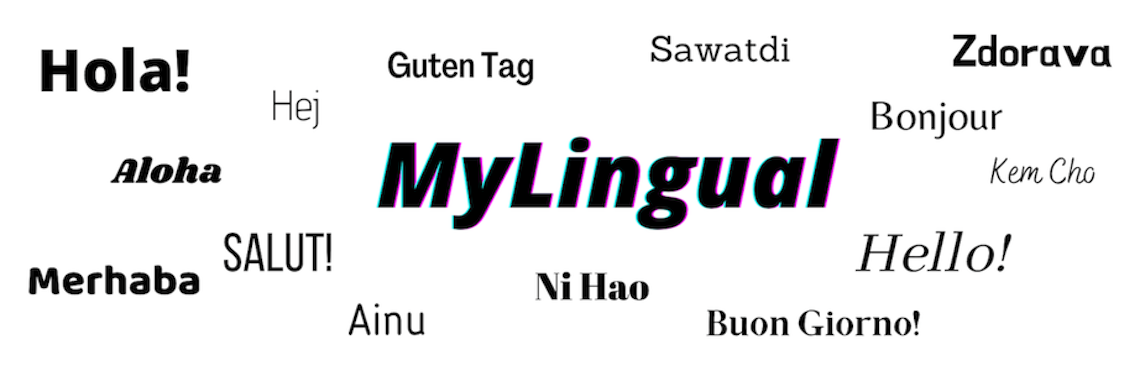 Hola!
Guten Tag
Sawatdi
Zdorava
Hej
Bonjour
Aloha
MyLingual
Kem Cho
SALUT!
Hello!
Merhaba
Ni Hao
Ainu
Buon Giorno!